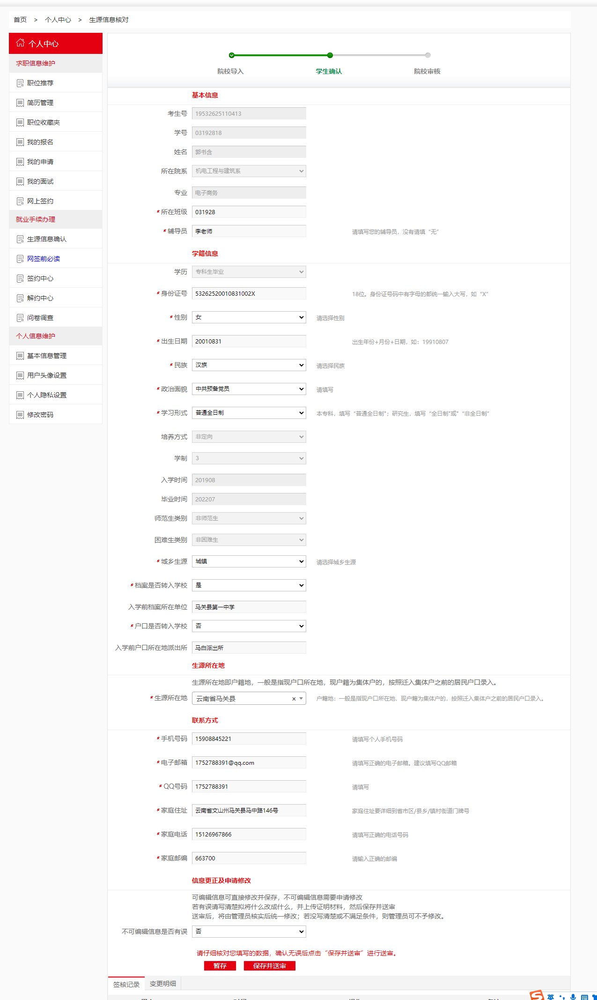 首页 > 个人中心 > 生源信息核对
个人中心
求职信息维护
职位推荐
简历管理
职位收藏夹
我的报名
我的申请
我的面试
网上签约
就业手续办理
生源信息确认
网签前必读
签约中心
解约中心
问卷调查
个人信息维护
基本信息管理
用户头像设置
个人隐私设置
修改密码
院校导入 学生确认 院校审核
基本信息
考生号 19532625110413
学号 03192818
姓名 郭书含
所在院系 机电工程与建筑系
专业 电子商务
* 所在班级 031928
* 辅导员 李老师 请填写您的辅导员，没有请填“无”
学籍信息
学历 专科生毕业
* 身份证号 53262520010831002X 18位。身份证号码中有字母的都统一输入大写，如“X”
* 性别 女 请选择性别
* 出生日期 20010831 出生年份+月份+日期，如：19910807
* 民族 汉族 请选择民族
* 政治面貌 中共预备党员 请填写
* 学习形式 普通全日制 本专科，填写“普通全日制”；研究生，填写“全日制”或”“非全日制”
培养方式 非定向
学制 3
入学时间 201908
毕业时间 202207
师范生类别 非师范生
困难生类别 非困难生
* 城乡生源 城镇 请选择城乡生源
* 档案是否转入学校 是
入学前档案所在单位 马关县第一中学
* 户口是否转入学校 否
入学前户口所在地派出所 马白派出所
生源所在地
生源所在地即户籍地，一般是指现户口所在地，现户籍为集体户的，按照迁入集体户之前的居民户口录入。
* 生源所在地 云南省马关县 × 户籍地：一般是指现户口所在地，现户籍为集体户的，按照迁入集体户之前的居民户口录入。
联系方式
* 手机号码 15908845221 请填写个人手机号码
* 电子邮箱 1752788391@qq.com 请填写正确的电子邮箱。建议填写QQ邮箱
* QQ号码 1752788391 请填写
* 家庭住址 云南省文山州马关县马中路146号 家庭住址要详细到省市区/县乡/镇村街道门牌号
* 家庭电话 15126967866 请填写正确的电话号码
* 家庭邮编 663700 请输入正确的邮编
信息更正及申请修改
可编辑信息可直接修改并保存，不可编辑信息需要申请修改
若有误请写清楚拟将什么改成什么，并上传证明材料，然后保存并送审
送审后，将由管理员核实后统一修改；若没写清楚或不满足条件，则管理员可不予修改。
不可编辑信息是否有误 否
请仔细核对您填写的数据，确认无误后点击“保存并送审”进行送审。
暂存 保存并送审
签核记录 变更明细
英